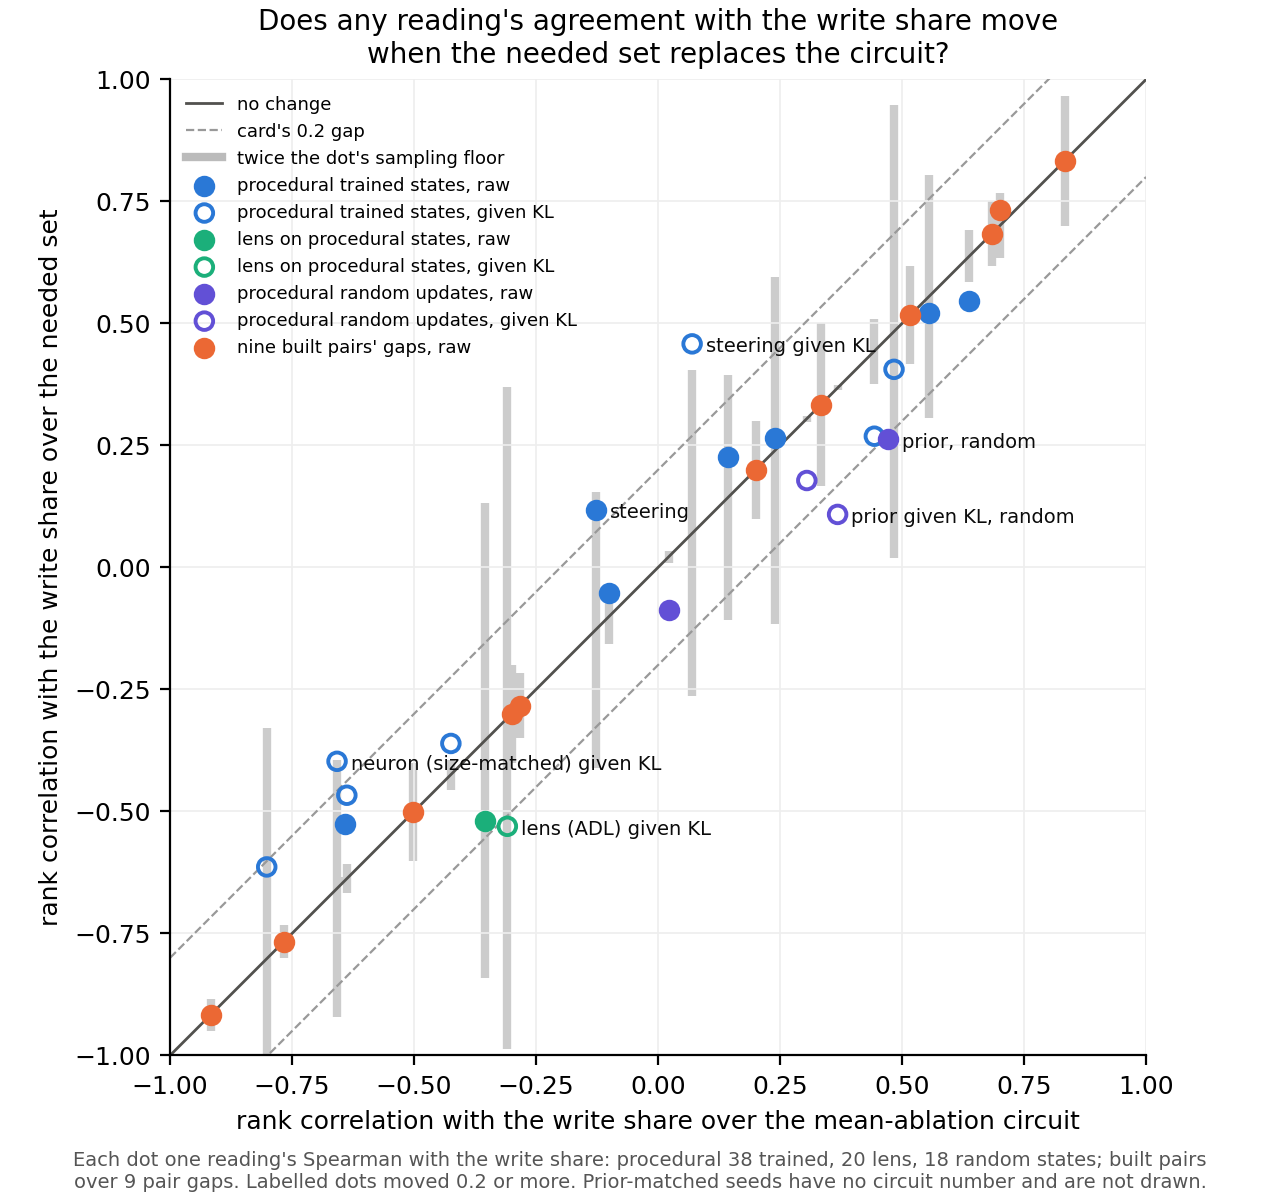 Does any reading's agreement with the write share move
when the needed set replaces the circuit?
no change
card's 0.2 gap
twice the dot's sampling floor
procedural trained states, raw
procedural trained states, given KL
lens on procedural states, raw
lens on procedural states, given KL
procedural random updates, raw
procedural random updates, given KL
nine built pairs' gaps, raw
steering given KL
prior, random
prior given KL, random
steering
neuron (size-matched) given KL
lens (ADL) given KL
rank correlation with the write share over the needed set
1.00
0.75
0.50
0.25
0.00
−0.25
−0.50
−0.75
−1.00
−1.00 −0.75 −0.50 −0.25 0.00 0.25 0.50 0.75 1.00
rank correlation with the write share over the mean-ablation circuit
Each dot one reading's Spearman with the write share: procedural 38 trained, 20 lens, 18 random states; built pairs
over 9 pair gaps. Labelled dots moved 0.2 or more. Prior-matched seeds have no circuit number and are not drawn.